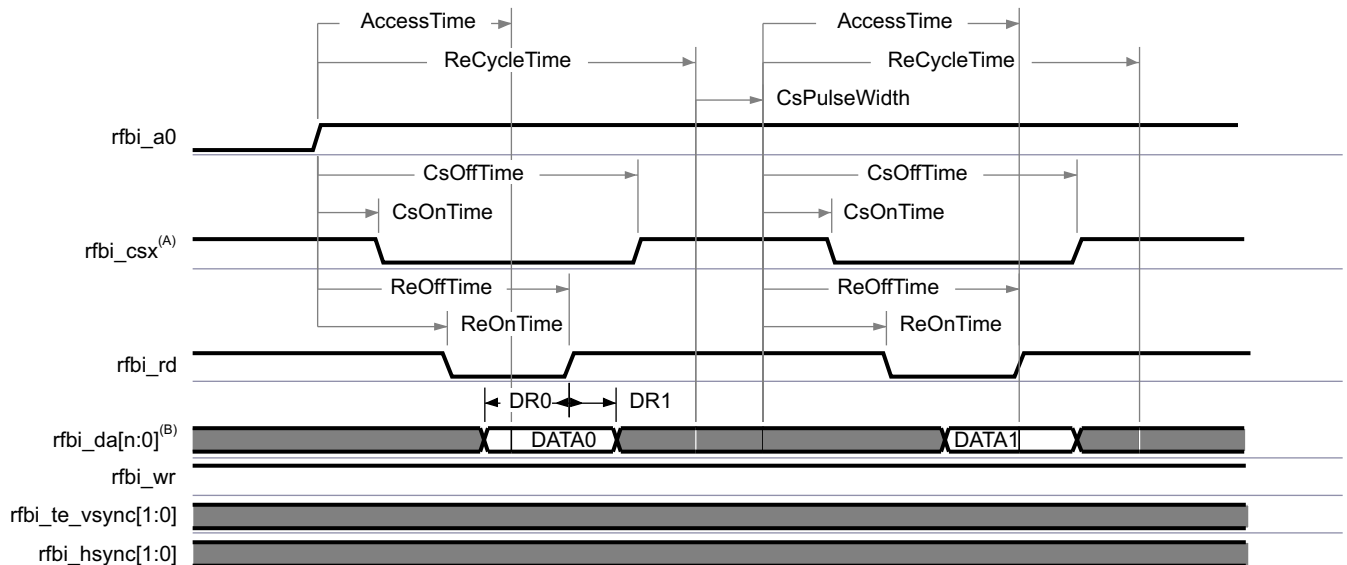 AccessTime AccessTime
ReCycleTime ReCycleTime
CsPulseWidth
rfbi_a0
CsOffTime CsOffTime
CsOnTime CsOnTime
rfbi_csx(A)
ReOffTime ReOffTime
ReOnTime ReOnTime
rfbi_rd
DR0 DR1
rfbi_da[n:0](B) DATA0 DATA1
rfbi_wr
rfbi_te_vsync[1:0]
rfbi_hsync[1:0]